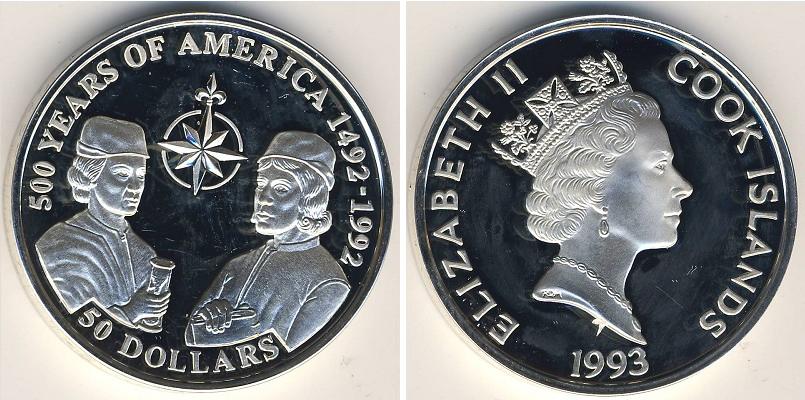 500 YEARS OF AMERICA 1492-1992
50 DOLLARS
ELIZABETH II
COOK ISLANDS
1993